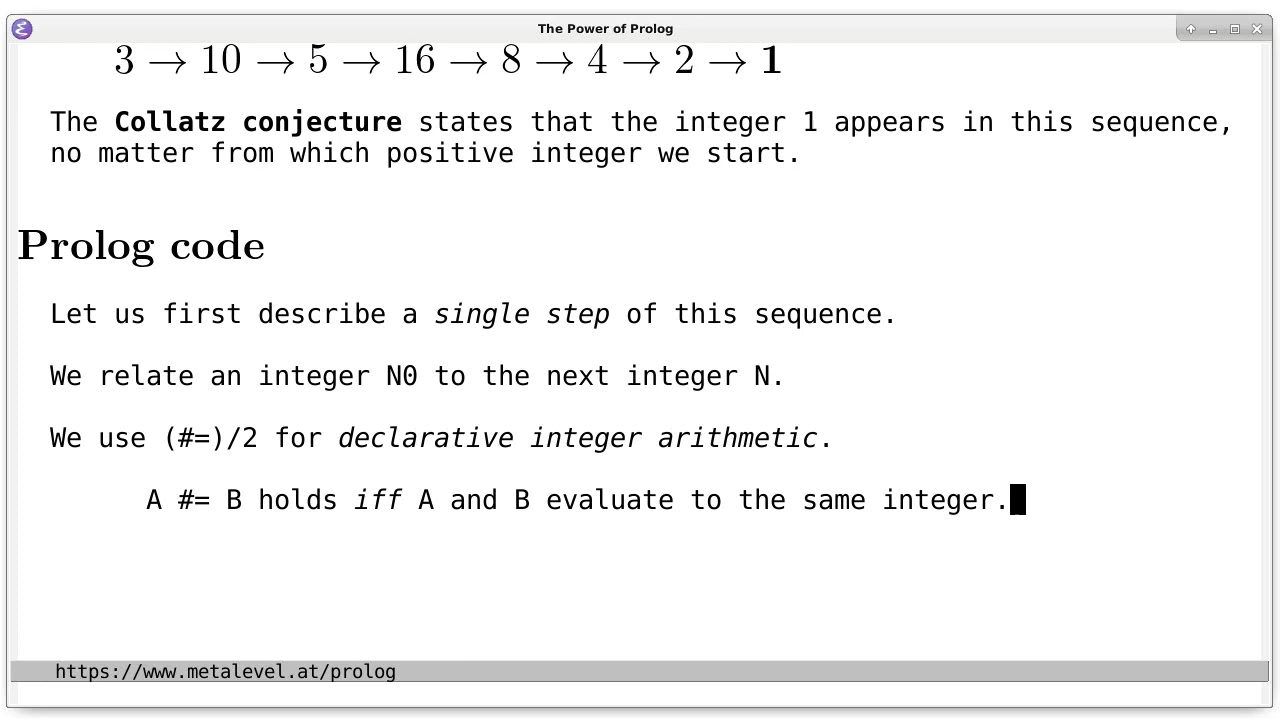 The Power of Prolog
3 → 10 → 5 → 16 → 8 → 4 → 2 → 1
The Collatz conjecture states that the integer 1 appears in this sequence,
no matter from which positive integer we start.
Prolog code
Let us first describe a single step of this sequence.
We relate an integer N0 to the next integer N.
We use (#=)/2 for declarative integer arithmetic.
A #= B holds iff A and B evaluate to the same integer.
https://www.metalevel.at/prolog